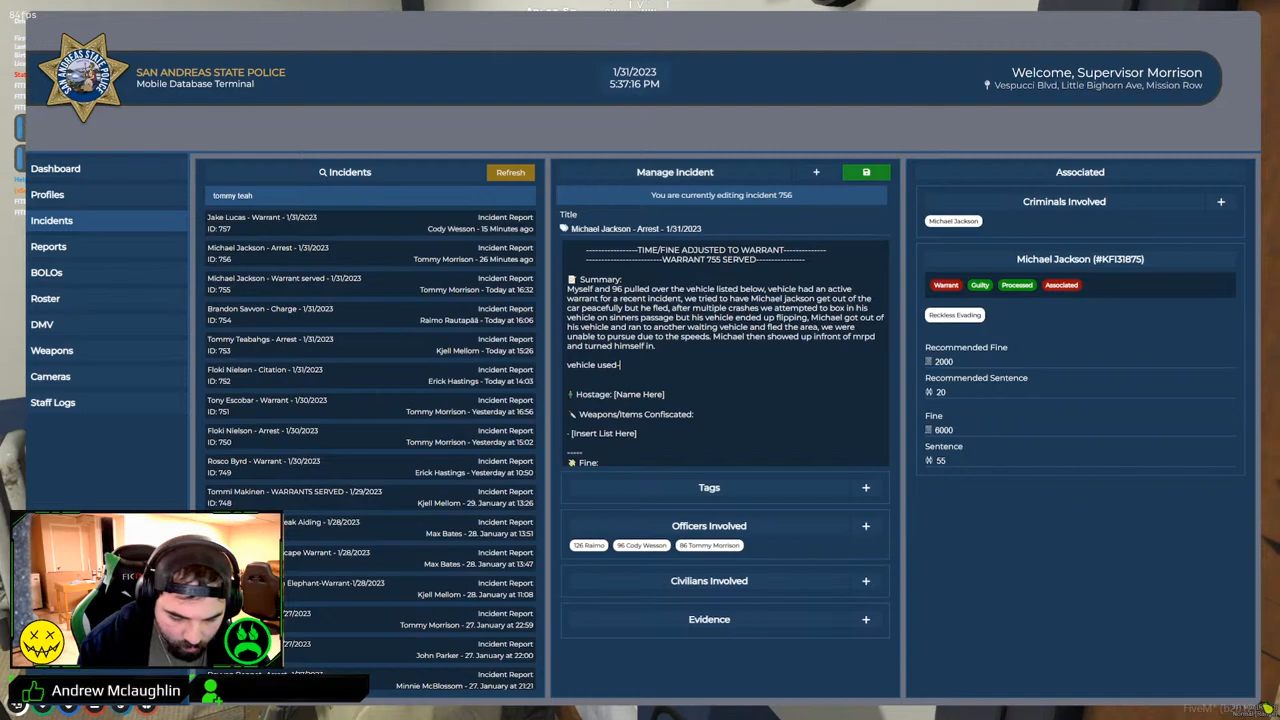 84fps
SAN ANDREAS STATE POLICE
Mobile Database Terminal
1/31/2023
5:37:16 PM
Welcome, Supervisor Morrison
Vespucci Blvd, Little Bighorn Ave, Mission Row
Dashboard
Profiles
Incidents
Reports
BOLOs
Roster
DMV
Weapons
Cameras
Staff Logs
Incidents
Refresh
tommy teah
Jake Lucas - Warrant - 1/31/2023
Incident Report
ID: 757
Cody Wesson - 15 Minutes ago
Michael Jackson - Arrest - 1/31/2023
Incident Report
ID: 756
Tommy Morrison - 26 Minutes ago
Michael Jackson - Warrant served - 1/31/2023
Incident Report
ID: 755
Tommy Morrison - Today at 16:32
Brandon Savvon - Charge - 1/31/2023
Incident Report
ID: 754
Raimo Rautapää - Today at 16:06
Tommy Teabahgs - Arrest - 1/31/2023
Incident Report
ID: 753
Kjell Mellom - Today at 15:26
Floki Nielsen - Citation - 1/31/2023
Incident Report
ID: 752
Erick Hastings - Today at 14:03
Tony Escobar - Warrant - 1/30/2023
Incident Report
ID: 751
Tommy Morrison - Yesterday at 16:56
Floki Nielsen - Arrest - 1/30/2023
Incident Report
ID: 750
Tommy Morrison - Yesterday at 15:02
Rosco Byrd - Warrant - 1/30/2023
Incident Report
ID: 749
Erick Hastings - Yesterday at 10:50
Tommi Makinen - WARRANTS SERVED - 1/29/2023
Incident Report
ID: 748
Kjell Mellom - 29. January at 13:26
eak Aiding - 1/28/2023
Incident Report
Max Bates - 28. January at 13:51
cape Warrant - 1/28/2023
Incident Report
Max Bates - 28. January at 13:47
Elephant-Warrant-1/28/2023
Incident Report
Kjell Mellom - 28. January at 11:08
/27/2023
Incident Report
Tommy Morrison - 27. January at 22:59
/27/2023
Incident Report
John Parker - 27. January at 22:00
Incident Report
Minnie McBlossom - 27. January at 21:21
Manage Incident
+
You are currently editing incident 756
Title
Michael Jackson - Arrest - 1/31/2023
-----------------TIME/FINE ADJUSTED TO WARRANT--------------
-------------------------WARRANT 755 SERVED----------------
Summary:
Myself and 96 pulled over the vehicle listed below, vehicle had an active
warrant for a recent incident, we tried to have Michael jackson get out of the
car peacefully but he fled, after multiple crashes we attempted to box in his
vehicle on sinners passage but his vehicle ended up flipping, Michael got out of
his vehicle and ran to another waiting vehicle and fled the area, we were
unable to pursue due to the speeds. Michael then showed up infront of mrpd
and turned himself in.
vehicle used-
Hostage: [Name Here]
Weapons/Items Confiscated:
· [Insert List Here]
-----
Fine:
Tags
+
Officers Involved
+
126 Raimo
96 Cody Wesson
86 Tommy Morrison
Civilians Involved
+
Evidence
+
Associated
Criminals Involved
+
Michael Jackson
Michael Jackson (#KFI31875)
Warrant
Guilty
Processed
Associated
Reckless Evading
Recommended Fine
2000
Recommended Sentence
20
Fine
6000
Sentence
55
Andrew Mclaughlin